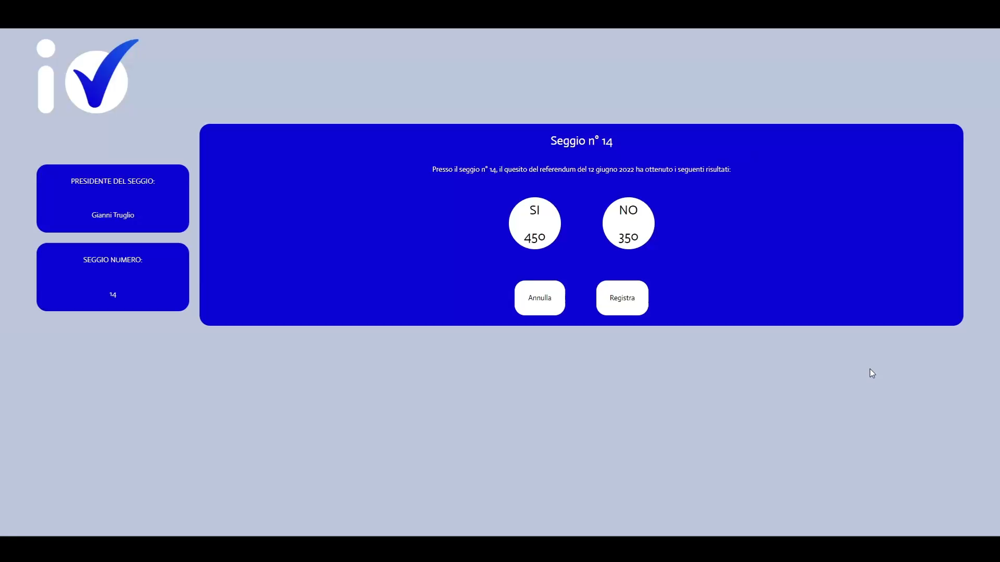 i
PRESIDENTE DEL SEGGIO:
Gianni Truglio
SEGGIO NUMERO:
14
Seggio n° 14
Presso il seggio n° 14, il quesito del referendum del 12 giugno 2022 ha ottenuto i seguenti risultati:
SI
450
NO
350
Annulla
Registra